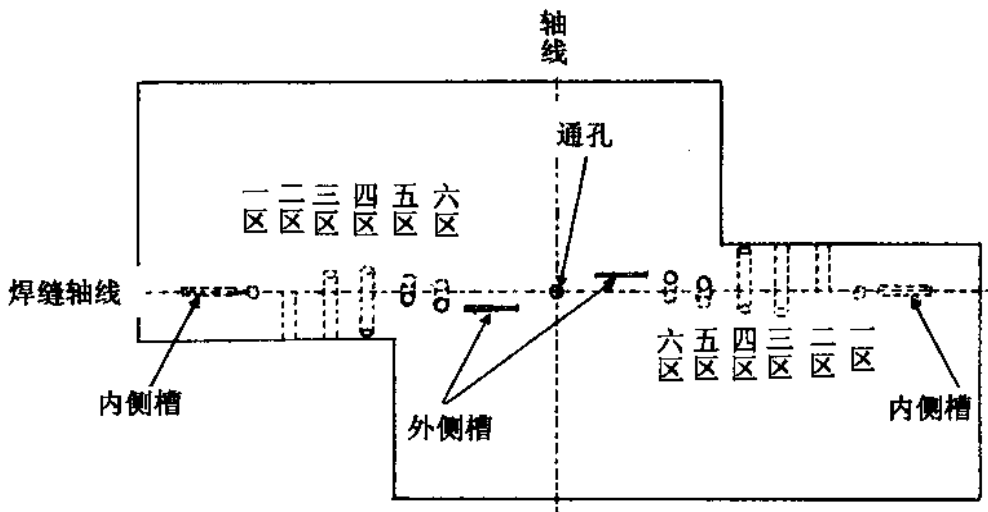 轴线
通孔
一区 二区 三区 四区 五区 六区
焊缝轴线
六区 五区 四区 三区 二区 一区
内侧槽
外侧槽
内侧槽